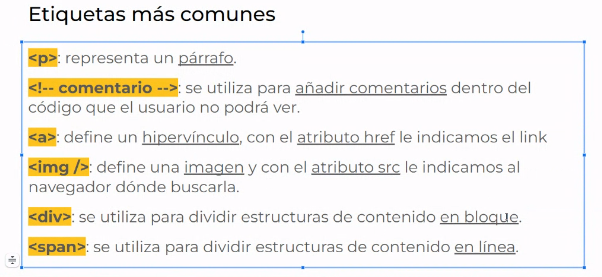 Etiquetas más comunes
<p>: representa un párrafo.
<!-- comentario -->: se utiliza para añadir comentarios dentro del
código que el usuario no podrá ver.
<a>: define un hipervínculo, con el atributo href le indicamos el link
<img />: define una imagen y con el atributo src le indicamos al
navegador dónde buscarla.
<div>: se utiliza para dividir estructuras de contenido en bloque.
<span>: se utiliza para dividir estructuras de contenido en línea.